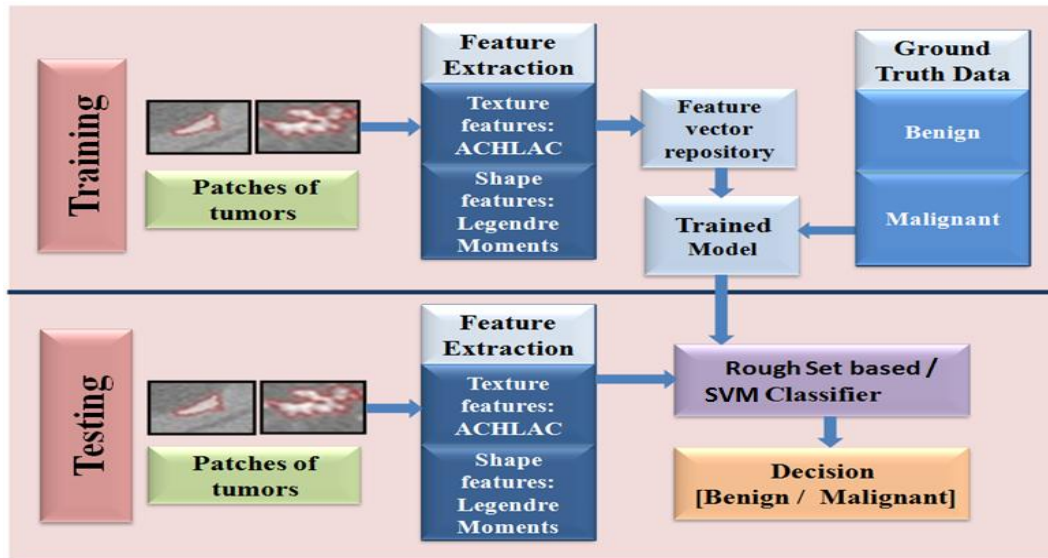 Training
Patches of
tumors
Feature
Extraction
Texture
features:
ACHLAC
Shape
features:
Legendre
Moments
Feature
vector
repository
Trained
Model
Ground
Truth Data
Benign
Malignant
Testing
Patches of
tumors
Feature
Extraction
Texture
features:
ACHLAC
Shape
features:
Legendre
Moments
Rough Set based /
SVM Classifier
Decision
[Benign / Malignant]